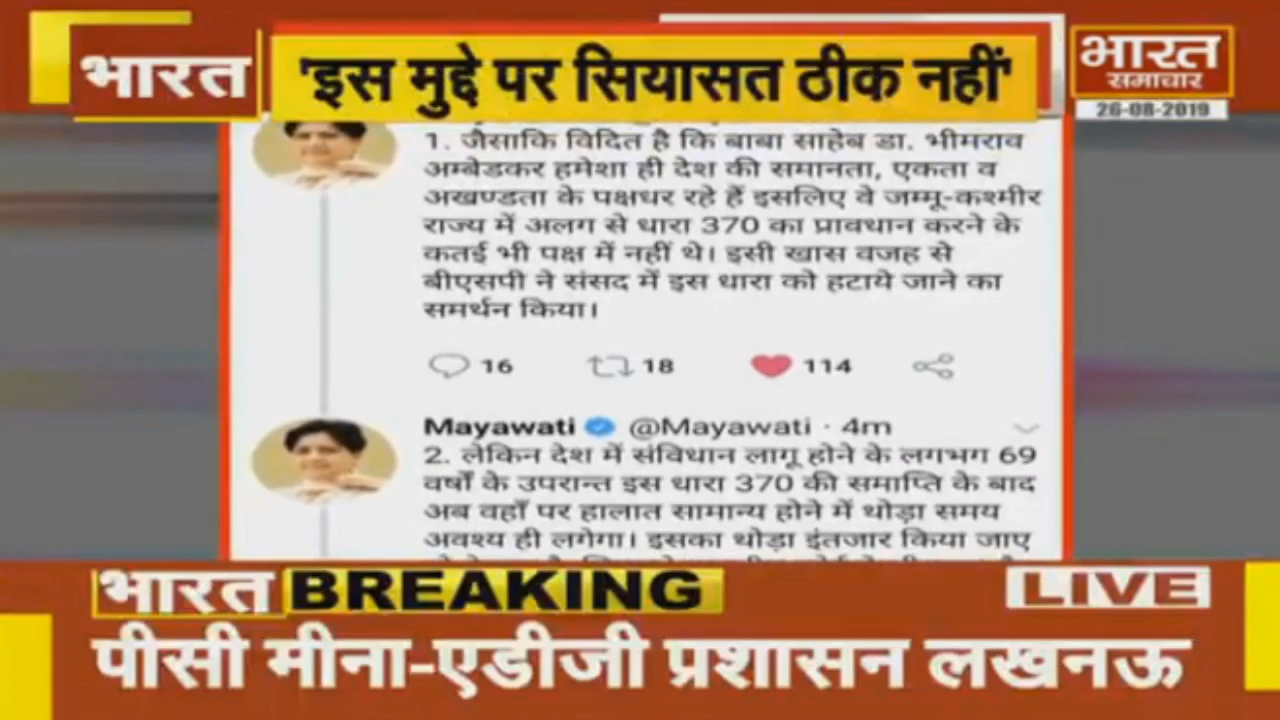 भारत
'इस मुद्दे पर सियासत ठीक नहीं'
भारत
समाचार
26-08-2019
1. जैसाकि विदित है कि बाबा साहेब डा. भीमराव
अम्बेडकर हमेशा ही देश की समानता, एकता व
अखण्डता के पक्षधर रहे हैं इसलिए वे जम्मू-कश्मीर
राज्य में अलग से धारा 370 का प्रावधान करने के
कतई भी पक्ष में नहीं थे। इसी खास वजह से
बीएसपी ने संसद में इस धारा को हटाये जाने का
समर्थन किया।
16 18 114
Mayawati @Mayawati · 4m
2. लेकिन देश में संविधान लागू होने के लगभग 69
वर्षों के उपरान्त इस धारा 370 की समाप्ति के बाद
अब वहाँ पर हालात सामान्य होने में थोड़ा समय
अवश्य ही लगेगा। इसका थोड़ा इंतजार किया जाए
भारत BREAKING
LIVE
पीसी मीना-एडीजी प्रशासन लखनऊ